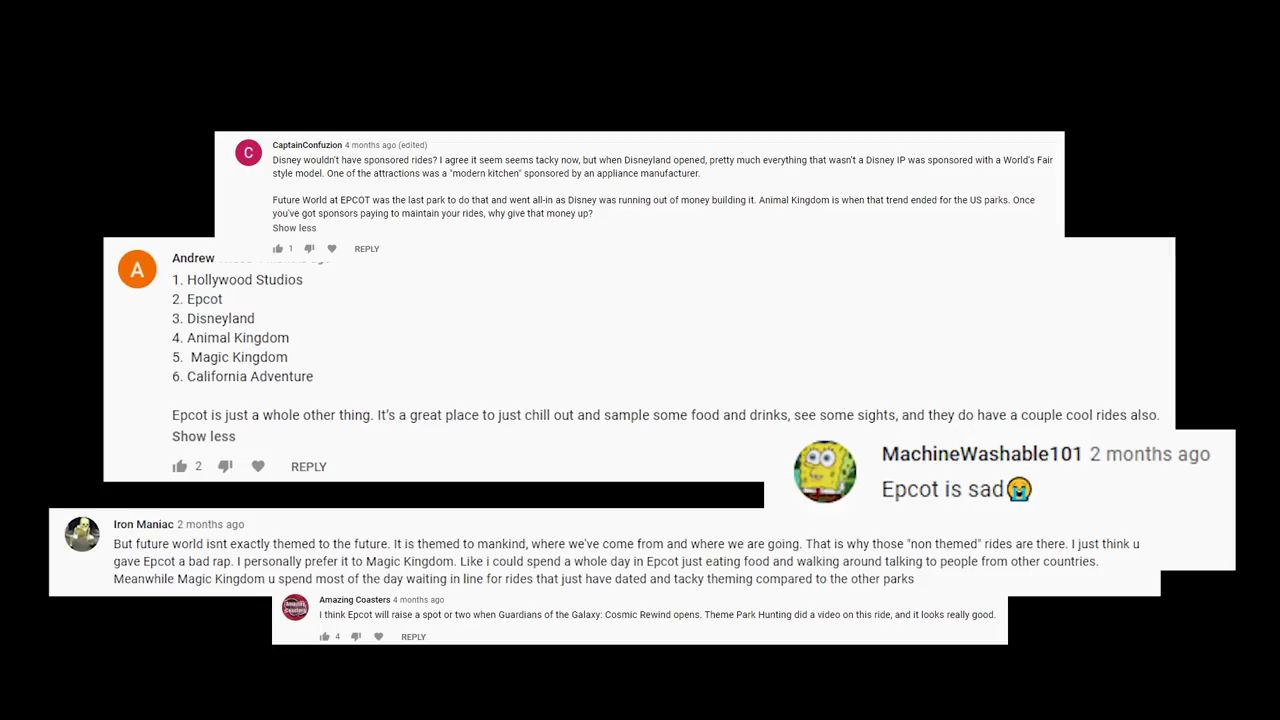 C
CaptainConfuzion 4 months ago (edited)
Disney wouldn't have sponsored rides? I agree it seem seems tacky now, but when Disneyland opened, pretty much everything that wasn't a Disney IP was sponsored with a World's Fair
style model. One of the attractions was a "modern kitchen" sponsored by an appliance manufacturer.
Future World at EPCOT was the last park to do that and went all-in as Disney was running out of money building it. Animal Kingdom is when that trend ended for the US parks. Once
you've got sponsors paying to maintain your rides, why give that money up?
Show less
1 REPLY
A
Andrew
1. Hollywood Studios
2. Epcot
3. Disneyland
4. Animal Kingdom
5. Magic Kingdom
6. California Adventure
Epcot is just a whole other thing. It's a great place to just chill out and sample some food and drinks, see some sights, and they do have a couple cool rides also.
Show less
2 REPLY
MachineWashable101 2 months ago
Epcot is sad😭
Iron Maniac 2 months ago
But future world isnt exactly themed to the future. It is themed to mankind, where we've come from and where we are going. That is why those "non themed" rides are there. I just think u
gave Epcot a bad rap. I personally prefer it to Magic Kingdom. Like i could spend a whole day in Epcot just eating food and walking around talking to people from other countries.
Meanwhile Magic Kingdom u spend most of the day waiting in line for rides that just have dated and tacky theming compared to the other parks
Amazing Coasters 4 months ago
I think Epcot will raise a spot or two when Guardians of the Galaxy: Cosmic Rewind opens. Theme Park Hunting did a video on this ride, and it looks really good.
4 REPLY